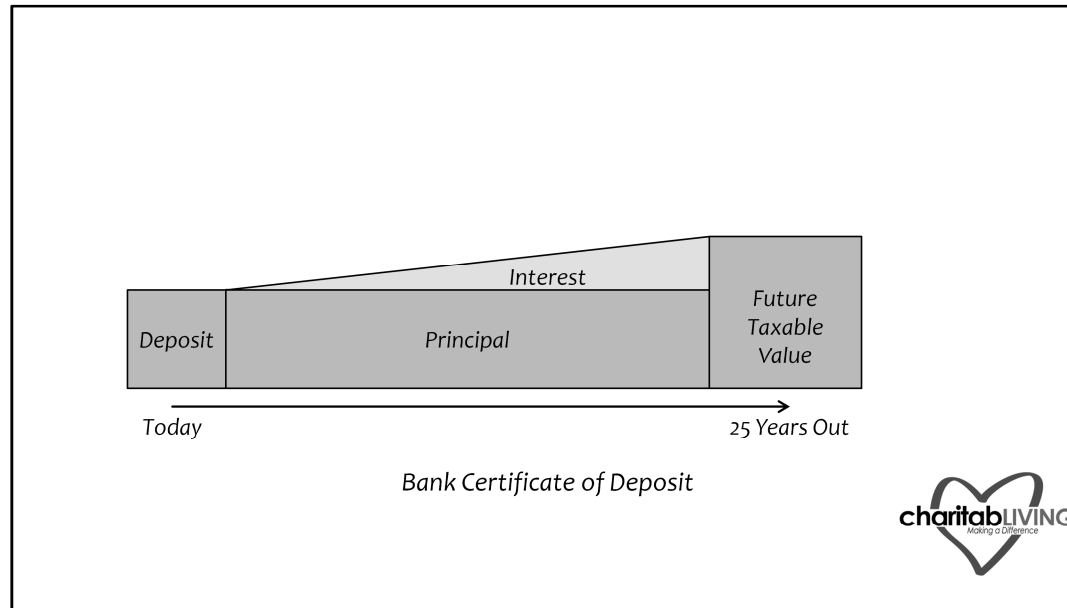 Interest
Deposit
Principal
Future
Taxable
Value
Today
25 Years Out
Bank Certificate of Deposit
charitabLIVING
Making a Difference